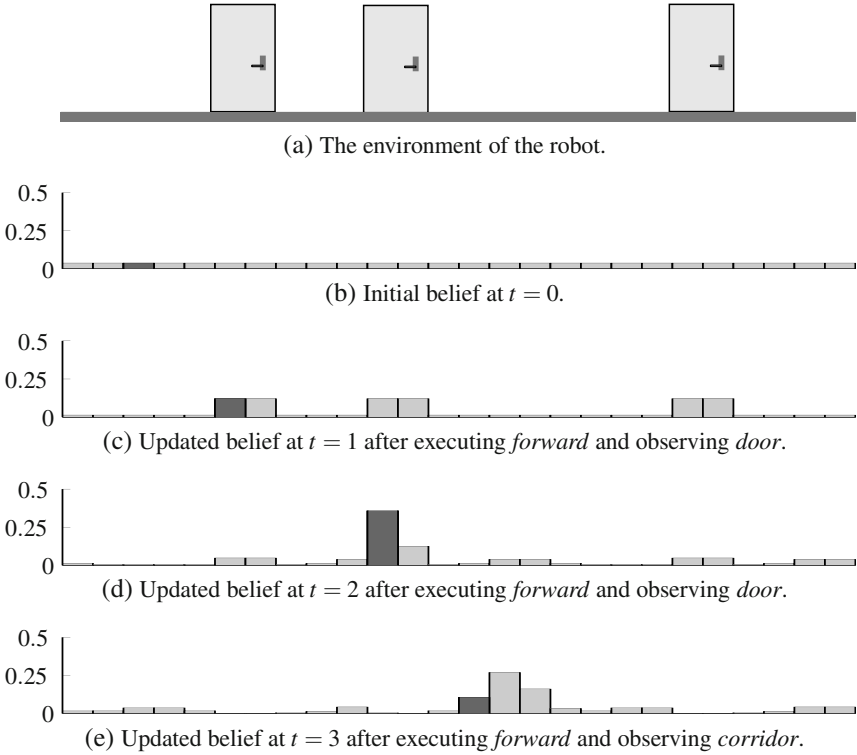 (a) The environment of the robot.
0.5
0.25
0
(b) Initial belief at t = 0.
0.5
0.25
0
(c) Updated belief at t = 1 after executing forward and observing door.
0.5
0.25
0
(d) Updated belief at t = 2 after executing forward and observing door.
0.5
0.25
0
(e) Updated belief at t = 3 after executing forward and observing corridor.